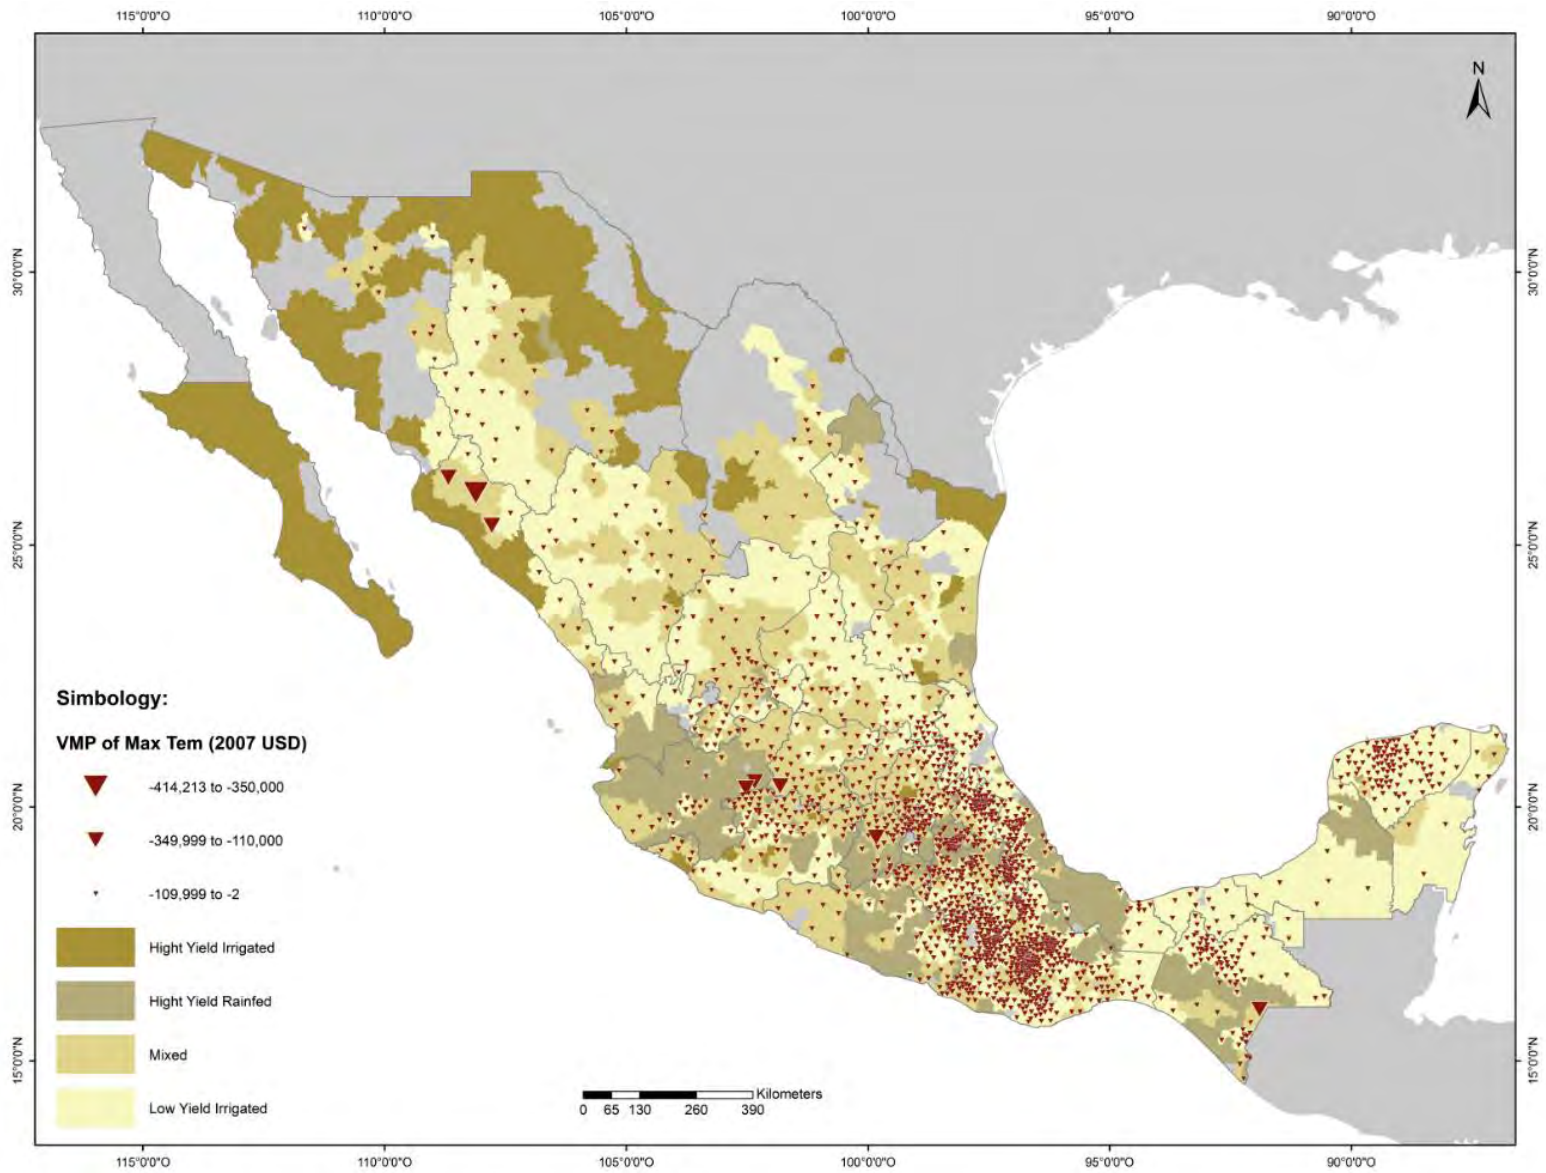 115°0'0"O 110°0'0"O 105°0'0"O 100°0'0"O 95°0'0"O 90°0'0"O
N
30°0'0"N 30°0'0"N
25°0'0"N 25°0'0"N
Simbology:
VMP of Max Tem (2007 USD)
-414,213 to -350,000
20°0'0"N 20°0'0"N
-349,999 to -110,000
-109,999 to -2
Hight Yield Irrigated
Hight Yield Rainfed
Mixed
15°0'0"N 15°0'0"N
Low Yield Irrigated
Kilometers
0 65 130 260 390
115°0'0"O 110°0'0"O 105°0'0"O 100°0'0"O 95°0'0"O 90°0'0"O